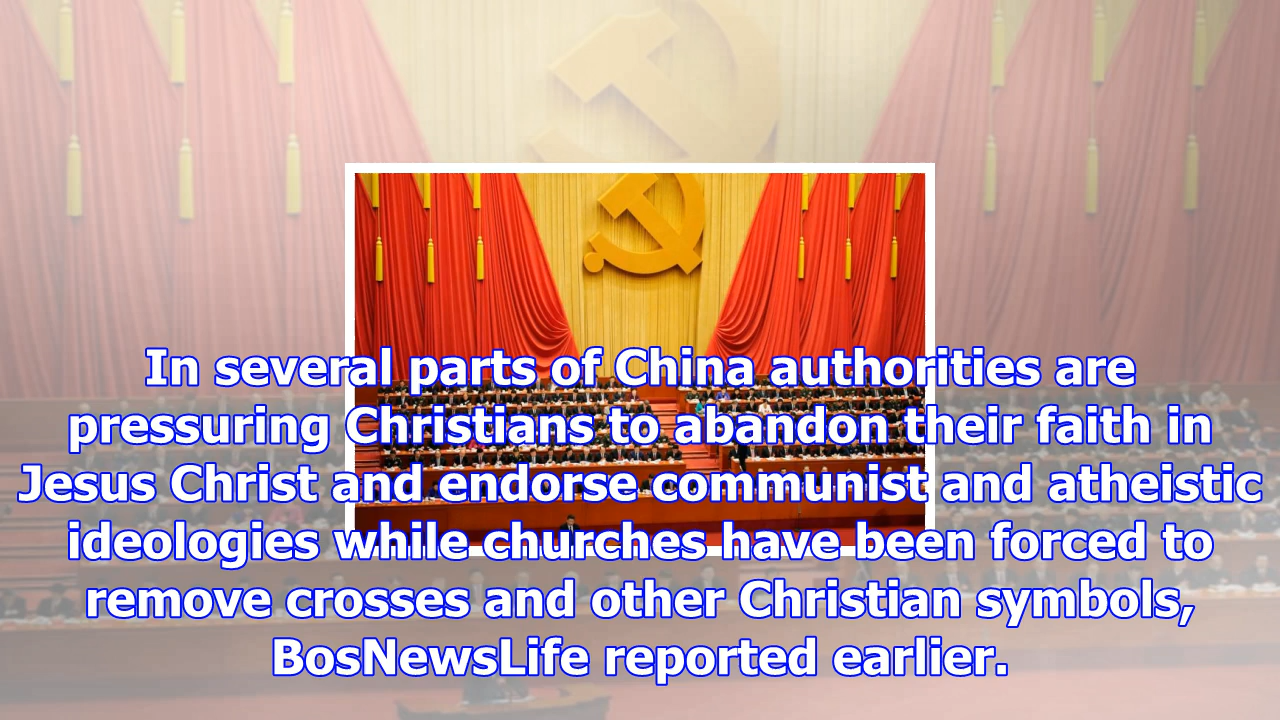 In several parts of China authorities are
pressuring Christians to abandon their faith in
Jesus Christ and endorse communist and atheistic
ideologies while churches have been forced to
remove crosses and other Christian symbols,
BosNewsLife reported earlier.